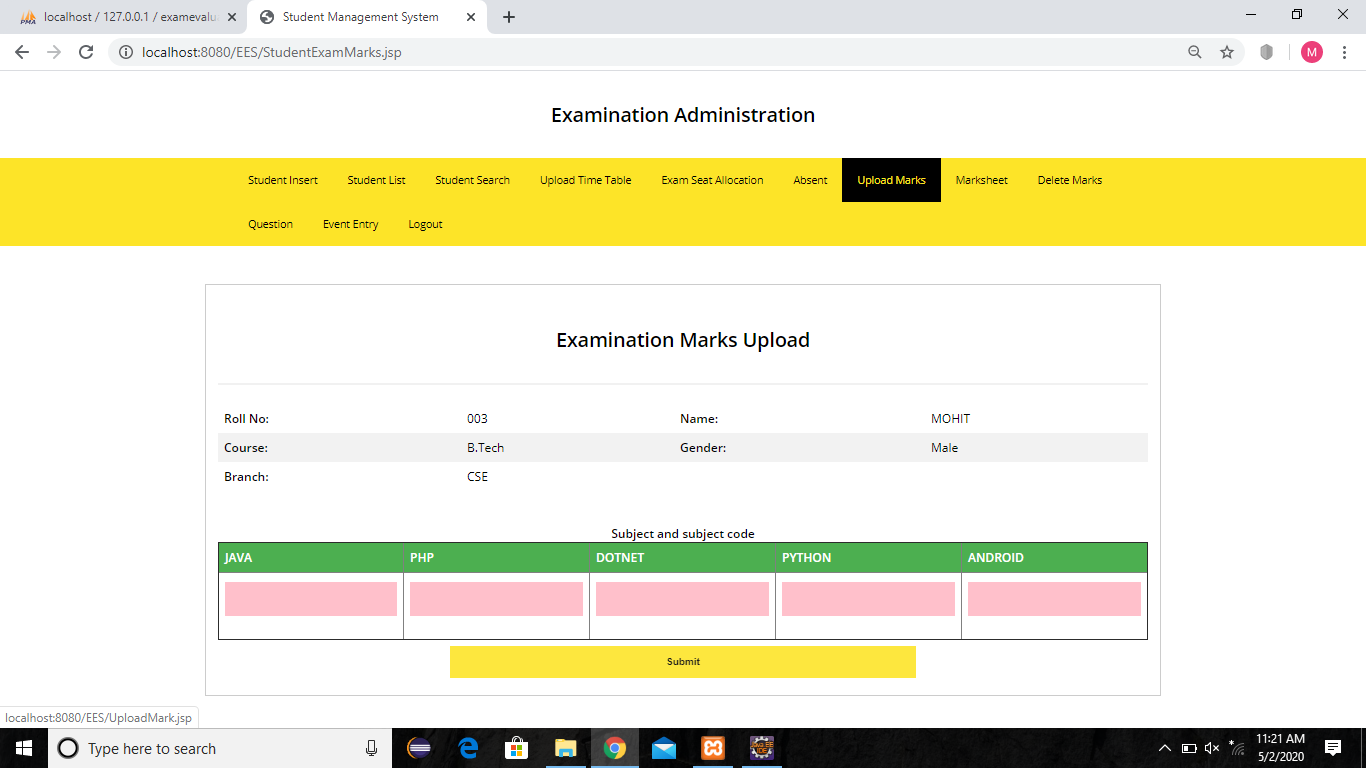 localhost / 127.0.0.1 / examevalu
Student Management System
localhost:8080/EES/StudentExamMarks.jsp
M
Examination Administration
Student Insert Student List Student Search Upload Time Table Exam Seat Allocation Absent Upload Marks Marksheet Delete Marks
Question Event Entry Logout
Examination Marks Upload
Roll No: 003 Name: MOHIT
Course: B.Tech Gender: Male
Branch: CSE
Subject and subject code
JAVA PHP DOTNET PYTHON ANDROID
Submit
localhost:8080/EES/UploadMark.jsp
Type here to search
11:21 AM
5/2/2020